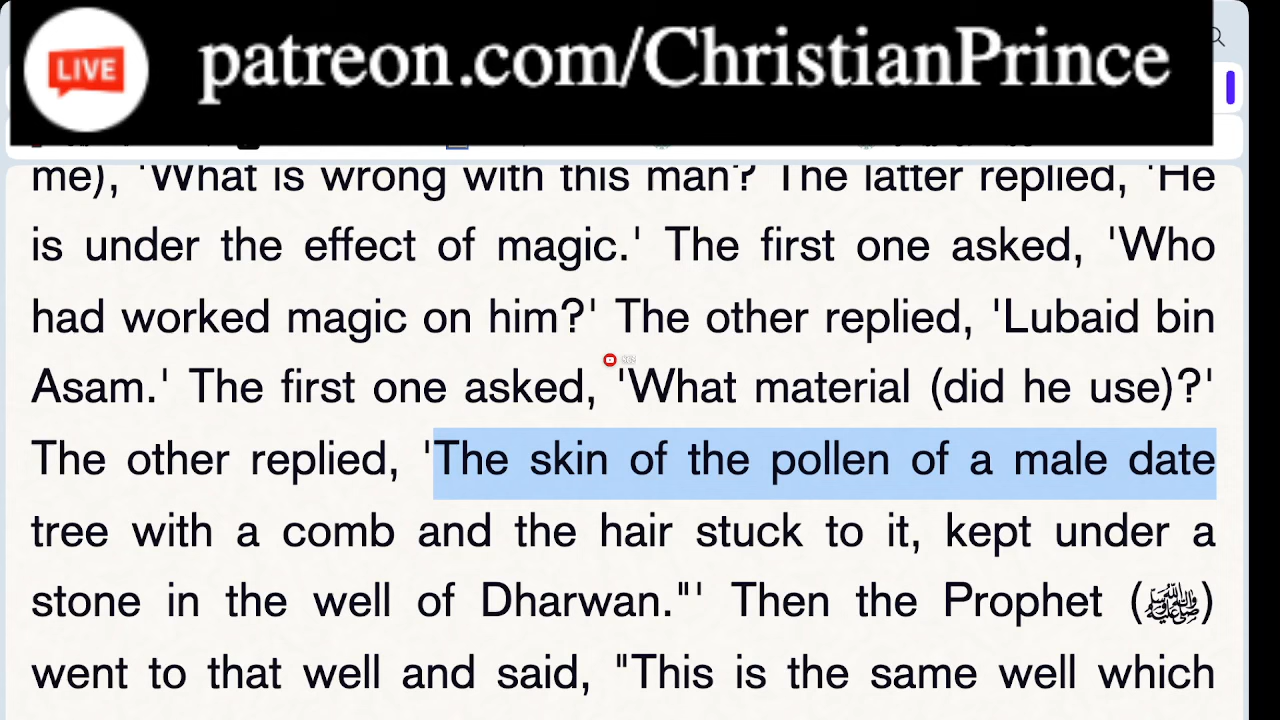 LIVE
patreon.com/ChristianPrince
me), 'What is wrong with this man? The latter replied, 'He
is under the effect of magic.' The first one asked, 'Who
had worked magic on him?' The other replied, 'Lubaid bin
Asam.' The first one asked, 'What material (did he use)?'
The other replied, 'The skin of the pollen of a male date
tree with a comb and the hair stuck to it, kept under a
stone in the well of Dharwan."' Then the Prophet (ﷺ)
went to that well and said, "This is the same well which